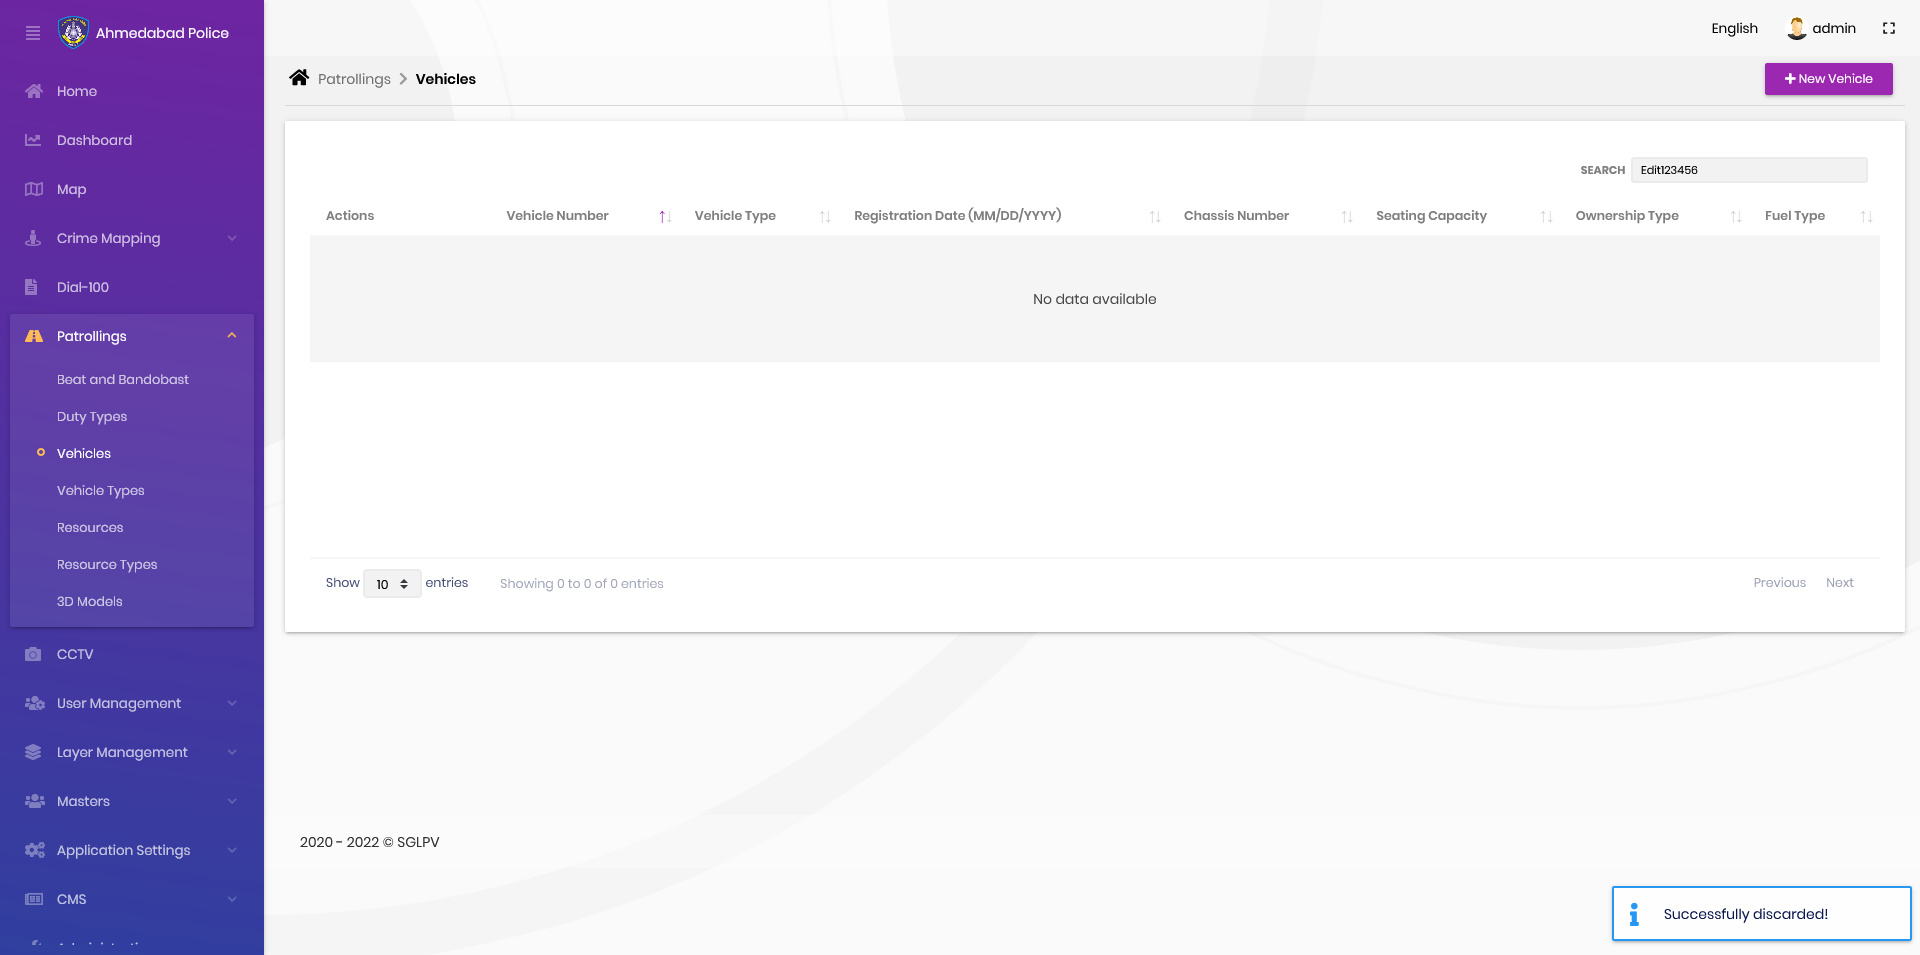 Ahmedabad Police
English
admin
Home
Dashboard
Map
Crime Mapping
Dial-100
Patrollings
Beat and Bandobast
Duty Types
Vehicles
Vehicle Types
Resources
Resource Types
3D Models
CCTV
User Management
Layer Management
Masters
Application Settings
CMS
Patrollings > Vehicles
New Vehicle
SEARCH Edit123456
Actions Vehicle Number Vehicle Type Registration Date (MM/DD/YYYY) Chassis Number Seating Capacity Ownership Type Fuel Type
No data available
Show 10 entries Showing 0 to 0 of 0 entries Previous Next
2020 - 2022 © SGLPV
Successfully discarded!